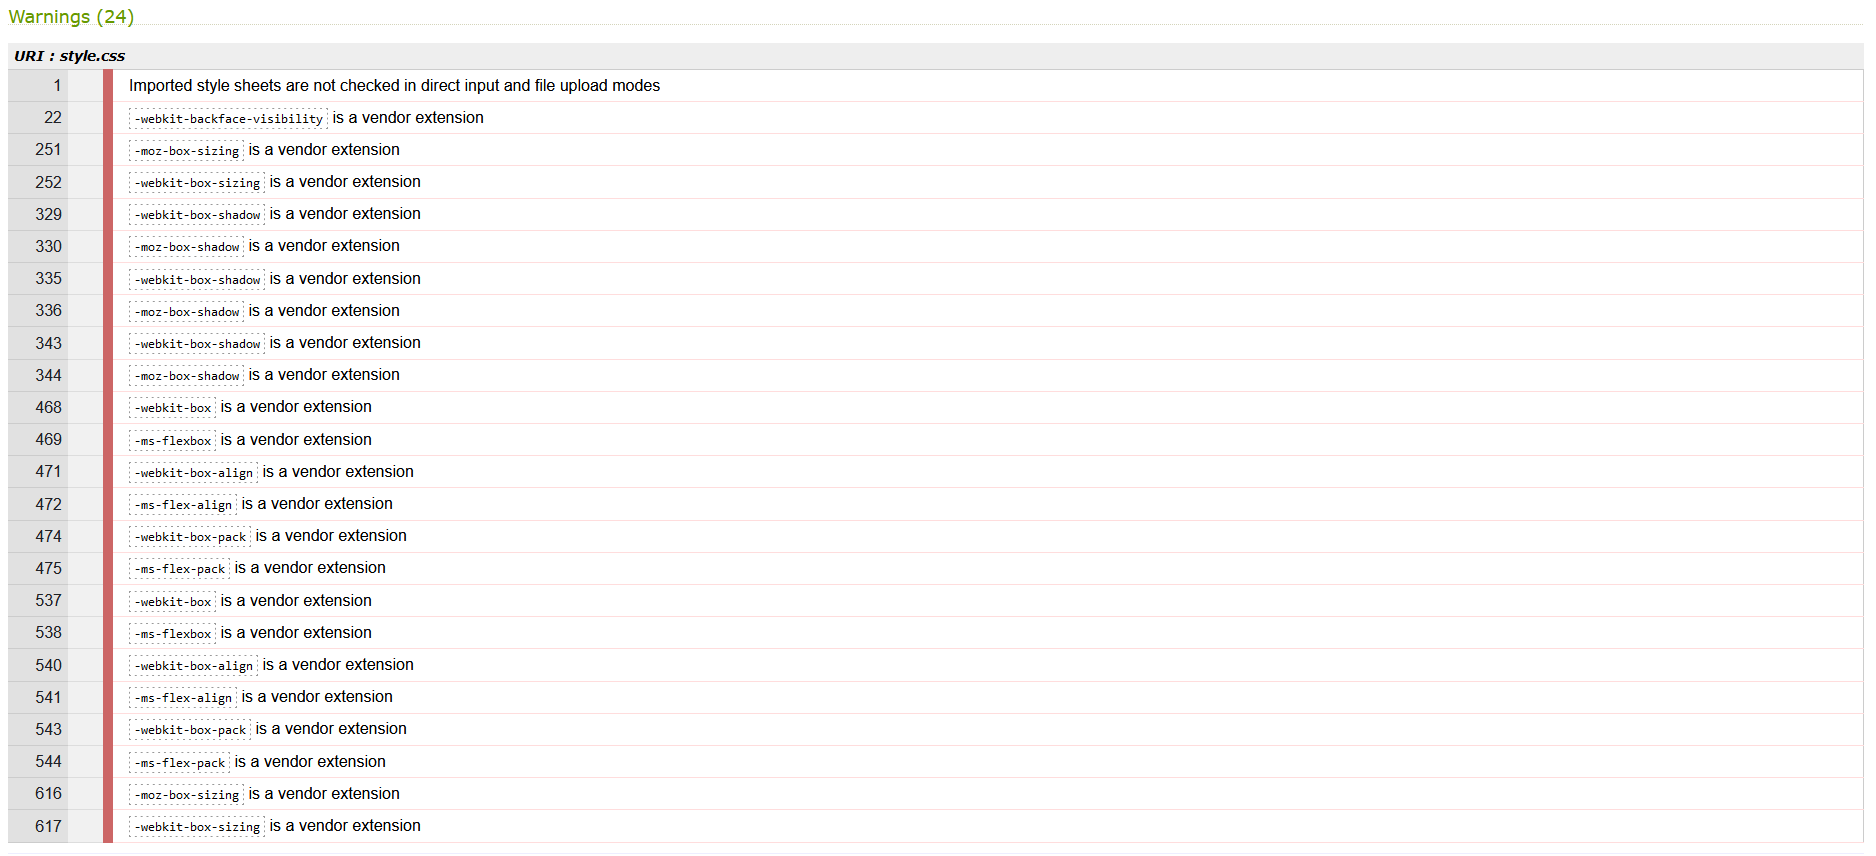 Warnings (24)
URI : style.css
1 Imported style sheets are not checked in direct input and file upload modes
22 -webkit-backface-visibility is a vendor extension
251 -moz-box-sizing is a vendor extension
252 -webkit-box-sizing is a vendor extension
329 -webkit-box-shadow is a vendor extension
330 -moz-box-shadow is a vendor extension
335 -webkit-box-shadow is a vendor extension
336 -moz-box-shadow is a vendor extension
343 -webkit-box-shadow is a vendor extension
344 -moz-box-shadow is a vendor extension
468 -webkit-box is a vendor extension
469 -ms-flexbox is a vendor extension
471 -webkit-box-align is a vendor extension
472 -ms-flex-align is a vendor extension
474 -webkit-box-pack is a vendor extension
475 -ms-flex-pack is a vendor extension
537 -webkit-box is a vendor extension
538 -ms-flexbox is a vendor extension
540 -webkit-box-align is a vendor extension
541 -ms-flex-align is a vendor extension
543 -webkit-box-pack is a vendor extension
544 -ms-flex-pack is a vendor extension
616 -moz-box-sizing is a vendor extension
617 -webkit-box-sizing is a vendor extension